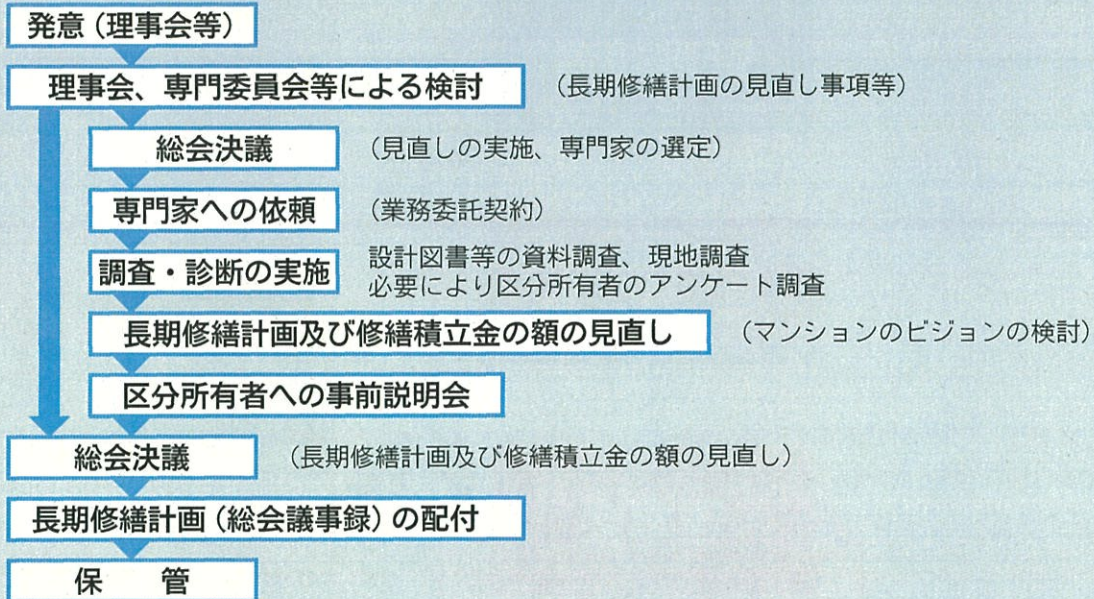 発意(理事会等)
理事会、専門委員会等による検討 (長期修繕計画の見直し事項等)
総会決議 (見直しの実施、専門家の選定)
専門家への依頼 (業務委託契約)
調査・診断の実施 設計図書等の資料調査、現地調査
必要により区分所有者のアンケート調査
長期修繕計画及び修繕積立金の額の見直し (マンションのビジョンの検討)
区分所有者への事前説明会
総会決議 (長期修繕計画及び修繕積立金の額の見直し)
長期修繕計画(総会議事録)の配付
保 管